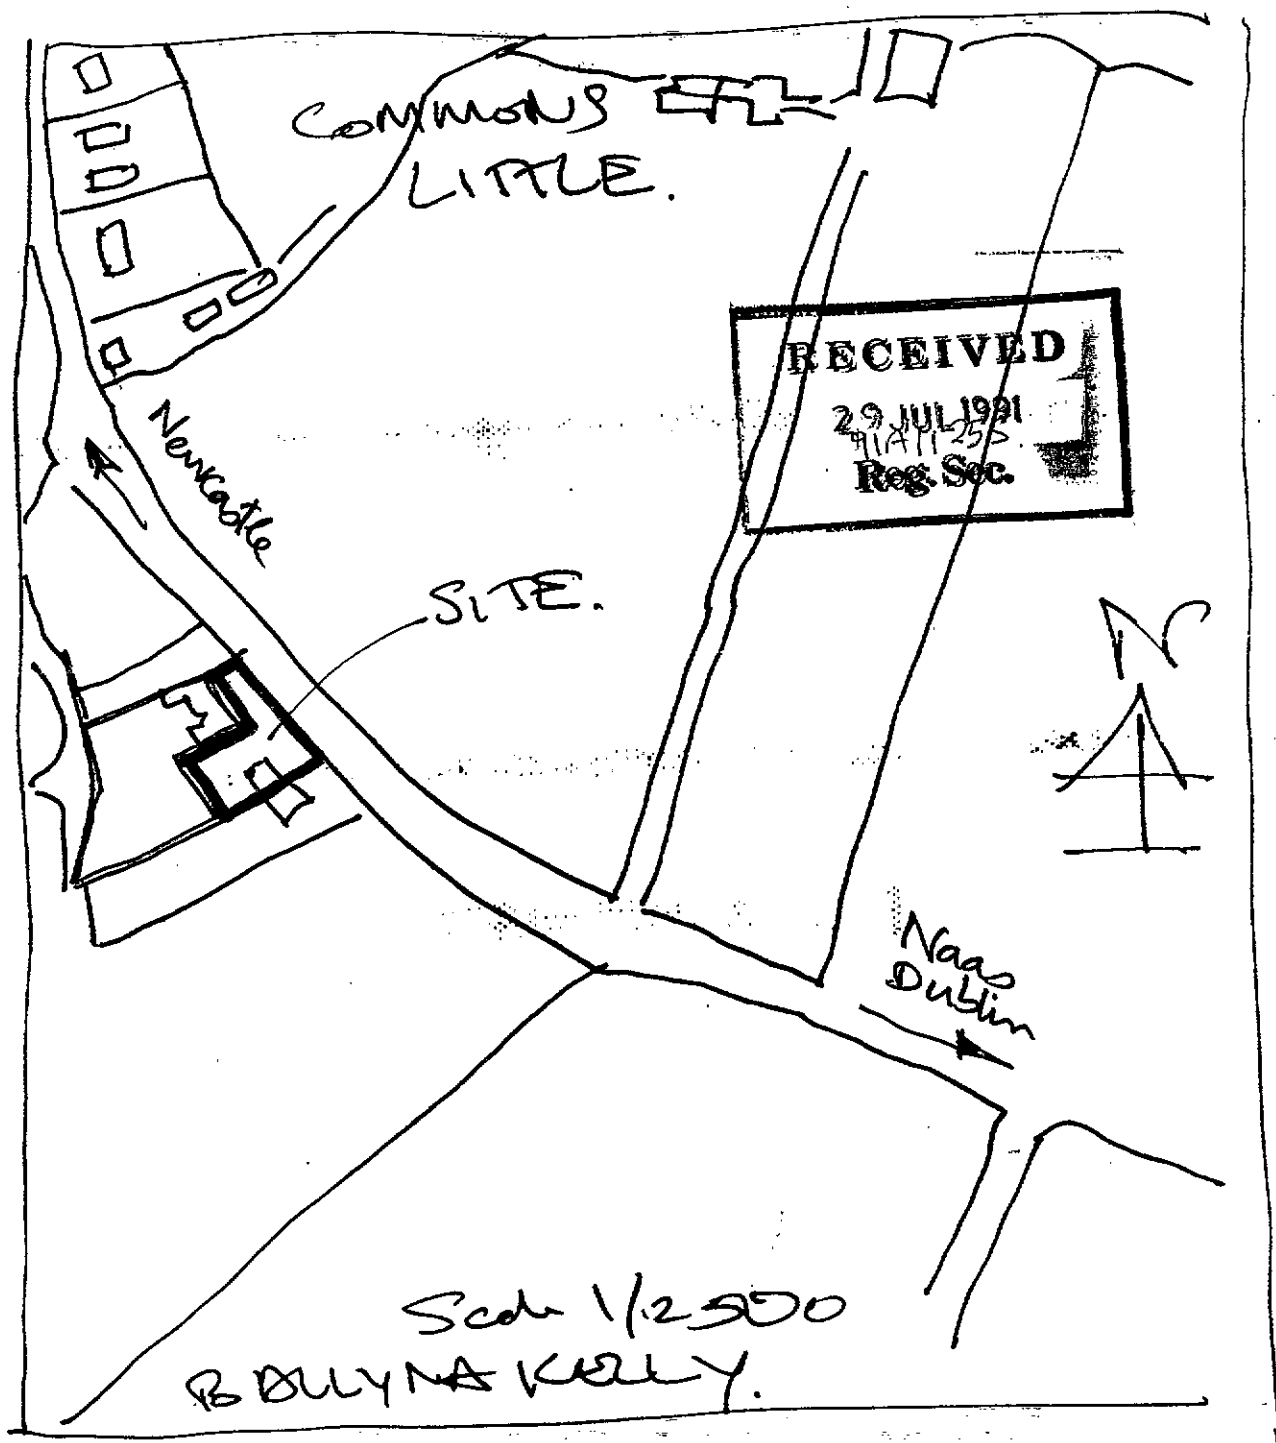 COMMONS
LITTLE.
RECEIVED
29 JUL 1991
Reg. Sec.
Newcastle
SITE.
N
Naas
Dublin
Scale 1/2500
BALLYNAKELLY.